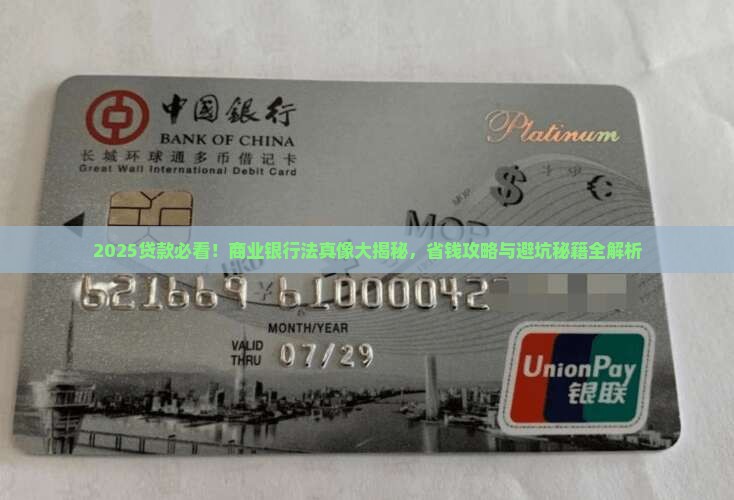 中國銀行
BANK OF CHINA
长城环球通多币借记卡
Great Wall International Debit Card
Platinum
MOP
$
€
MOP
2025贷款必看！商业银行法真像大揭秘，省钱攻略与避坑秘籍全解析
621669 61000042
MONTH/YEAR
VALID
THRU
07/29
UnionPay
银联